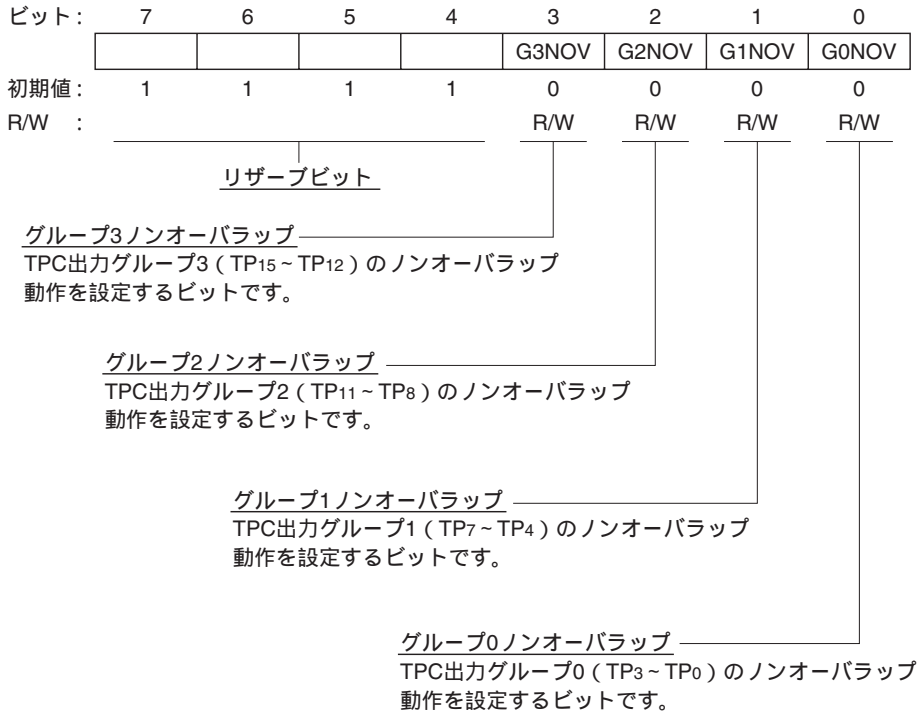 ビット: 7 6 5 4 3 2 1 0
G3NOV G2NOV G1NOV G0NOV
初期値: 1 1 1 1 0 0 0 0
R/W : R/W R/W R/W R/W
リザーブビット
グループ3ノンオーバラップ
TPC出力グループ3(TP15~TP12)のノンオーバラップ
動作を設定するビットです。
グループ2ノンオーバラップ
TPC出力グループ2(TP11~TP8)のノンオーバラップ
動作を設定するビットです。
グループ1ノンオーバラップ
TPC出力グループ1(TP7~TP4)のノンオーバラップ
動作を設定するビットです。
グループ0ノンオーバラップ
TPC出力グループ0(TP3~TP0)のノンオーバラップ
動作を設定するビットです。